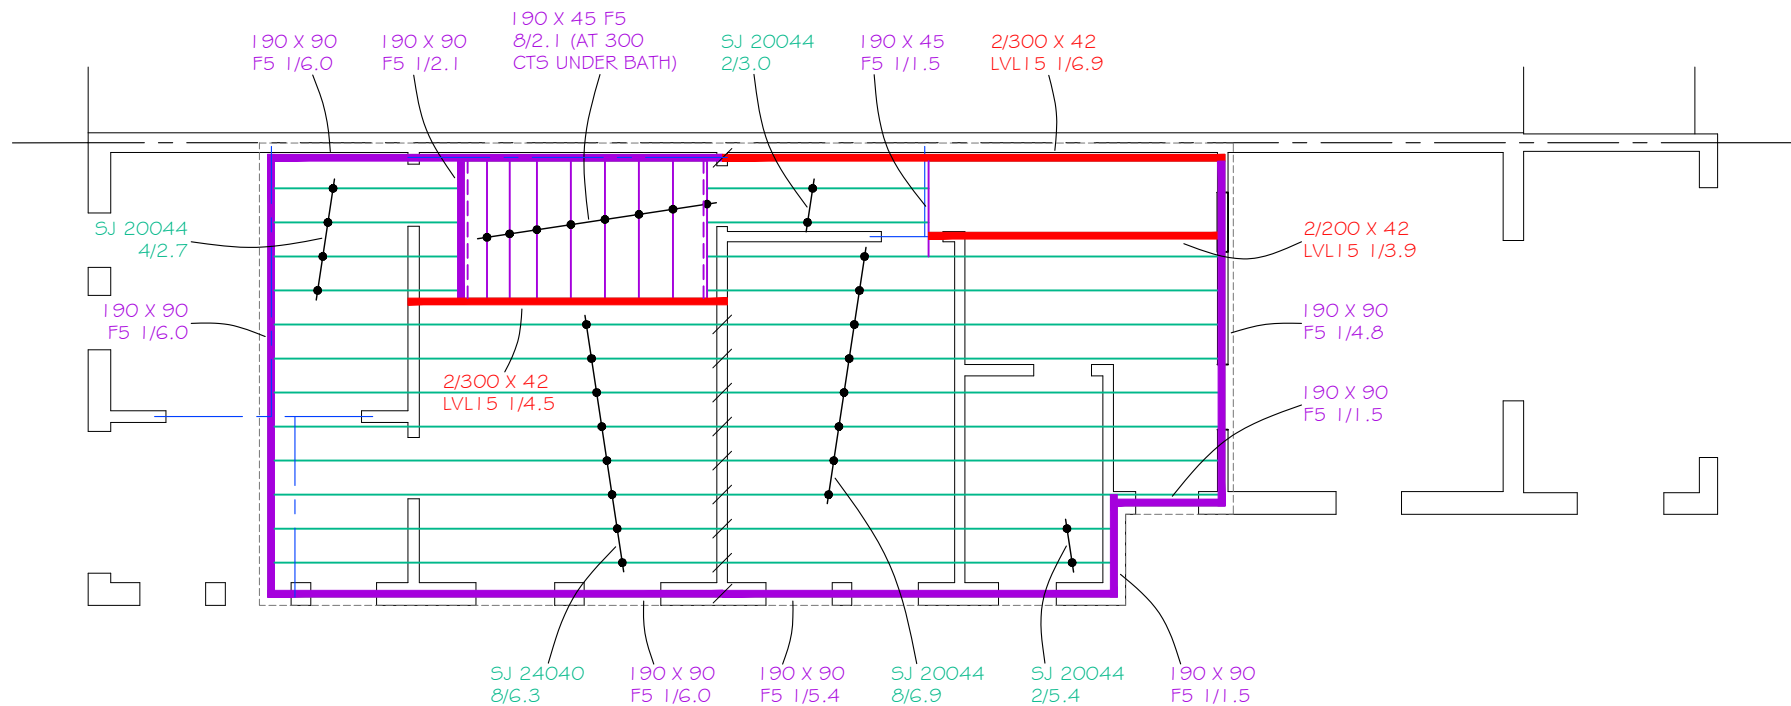 190 X 90
F5 1/6.0
190 X 90
F5 1/2.1
190 X 45 F5
8/2.1 (AT 300
CTS UNDER BATH)
SJ 20044
2/3.0
190 X 45
F5 1/1.5
2/300 X 42
LVL15 1/6.9
SJ 20044
4/2.7
2/200 X 42
LVL15 1/3.9
190 X 90
F5 1/6.0
190 X 90
F5 1/4.8
2/300 X 42
LVL15 1/4.5
190 X 90
F5 1/1.5
SJ 24040
8/6.3
190 X 90
F5 1/6.0
190 X 90
F5 1/5.4
SJ 20044
8/6.9
SJ 20044
2/5.4
190 X 90
F5 1/1.5